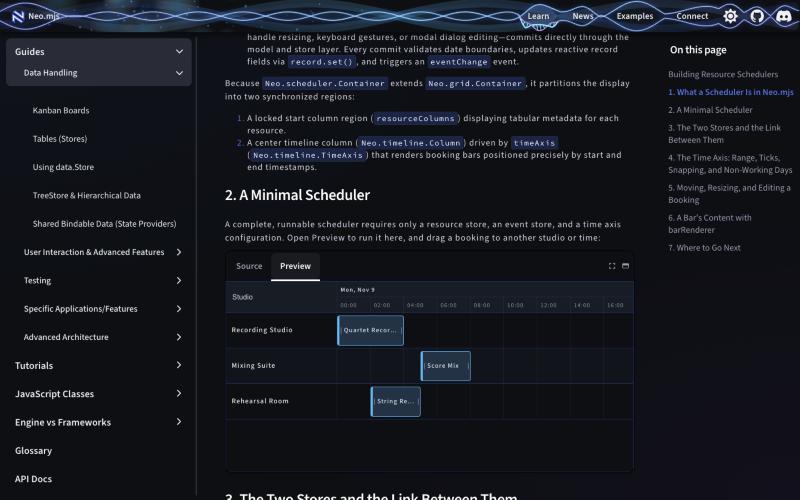 Neo.mjs
Learn
News
Examples
Connect
Guides
Data Handling
Kanban Boards
Tables (Stores)
Using data.Store
TreeStore & Hierarchical Data
Shared Bindable Data (State Providers)
User Interaction & Advanced Features
Testing
Specific Applications/Features
Advanced Architecture
Tutorials
JavaScript Classes
Engine vs Frameworks
Glossary
API Docs
handle resizing, keyboard gestures, or modal dialog editing—commits directly through the
model and store layer. Every commit validates date boundaries, updates reactive record
fields via record.set(), and triggers an eventChange event.
Because Neo.scheduler.Container extends Neo.grid.Container, it partitions the display
into two synchronized regions:
1. A locked start column region (resourceColumns) displaying tabular metadata for each
resource.
2. A center timeline column (Neo.timeline.Column) driven by timeAxis
(Neo.timeline.TimeAxis) that renders booking bars positioned precisely by start and
end timestamps.
2. A Minimal Scheduler
A complete, runnable scheduler requires only a resource store, an event store, and a time axis
configuration. Open Preview to run it here, and drag a booking to another studio or time:
Source
Preview
Studio
Mon, Nov 9
00:00 02:00 04:00 06:00 08:00 10:00 12:00 14:00 16:00
Recording Studio
Quartet Recor...
Mixing Suite
Score Mix
Rehearsal Room
String Re...
3. The Two Stores and the Link Between Them
On this page
Building Resource Schedulers
1. What a Scheduler Is in Neo.mjs
2. A Minimal Scheduler
3. The Two Stores and the Link
Between Them
4. The Time Axis: Range, Ticks,
Snapping, and Non-Working Days
5. Moving, Resizing, and Editing a
Booking
6. A Bar's Content with
barRenderer
7. Where to Go Next